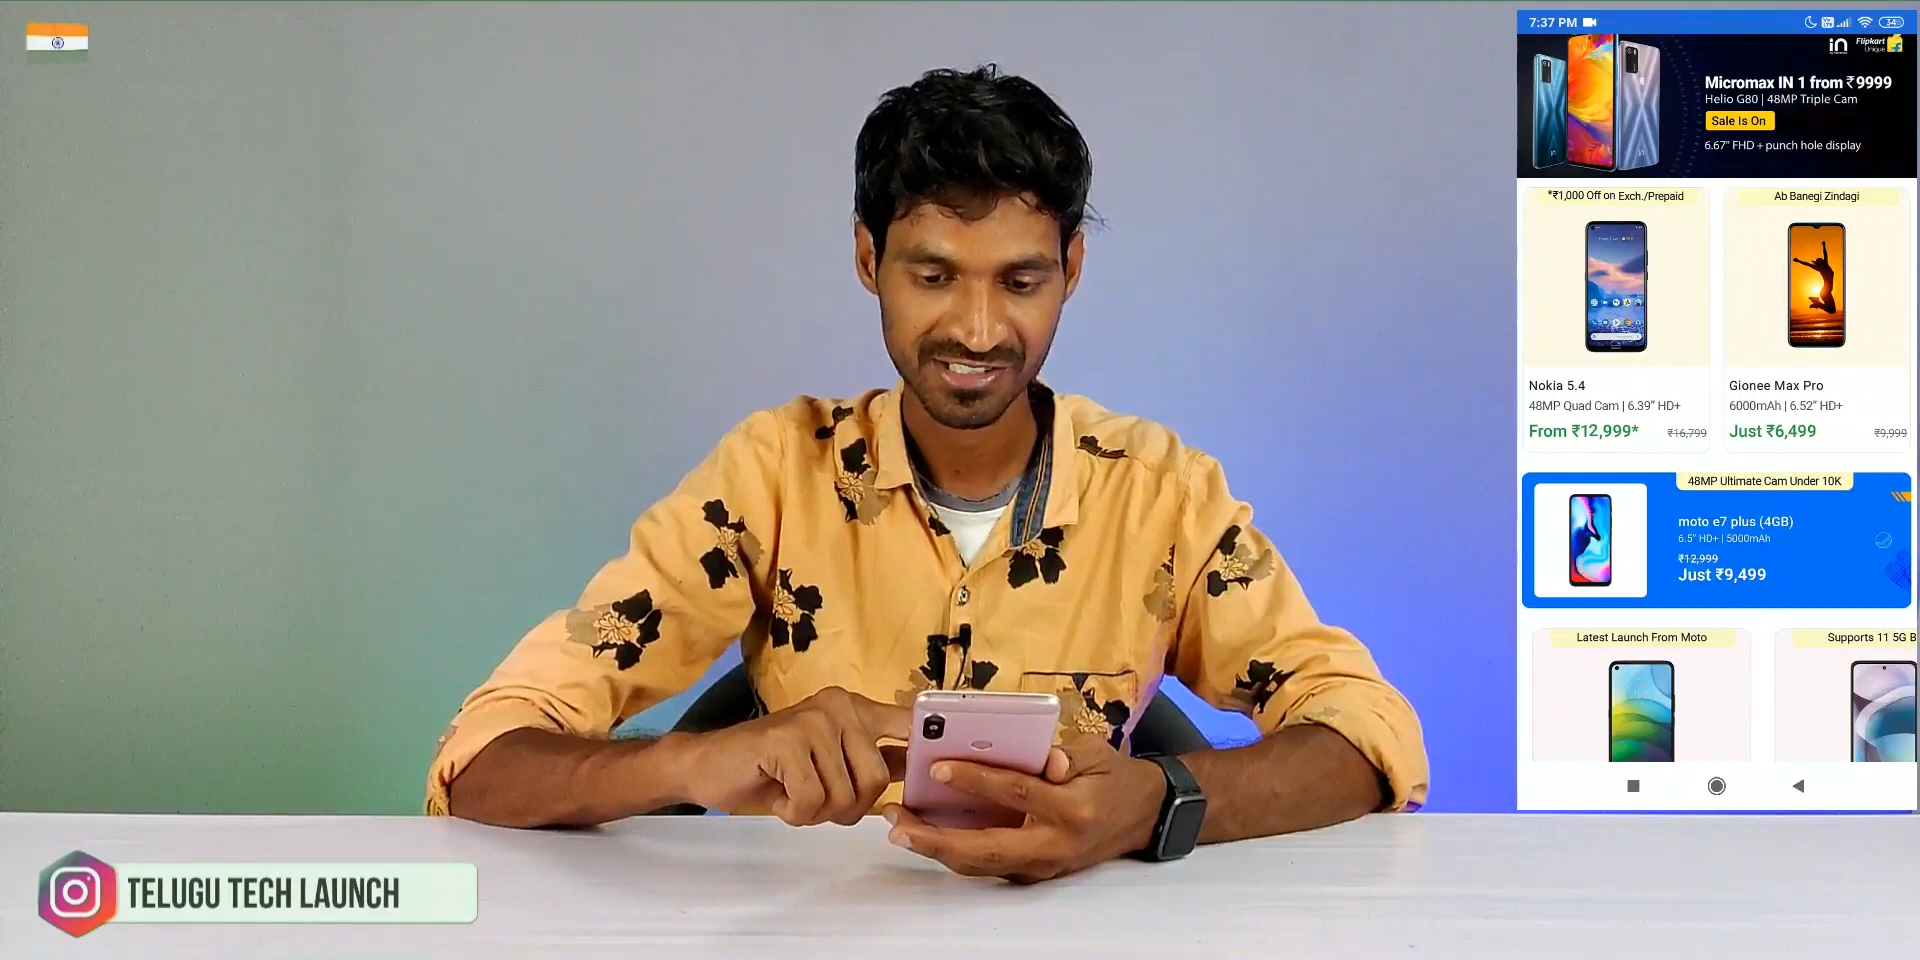 7:37 PM
34
in
Flipkart
Unique
Micromax IN 1 from ₹9999
Helio G80 | 48MP Triple Cam
Sale Is On
6.67" FHD + punch hole display
*₹1,000 Off on Exch./Prepaid
Ab Banegi Zindagi
Nokia 5.4
48MP Quad Cam | 6.39" HD+
From ₹12,999*
₹16,799
Gionee Max Pro
6000mAh | 6.52" HD+
Just ₹6,499
₹9,999
48MP Ultimate Cam Under 10K
moto e7 plus (4GB)
6.5" HD+ | 5000mAh
₹12,999
Just ₹9,499
Latest Launch From Moto
Supports 11 5G B
TELUGU TECH LAUNCH